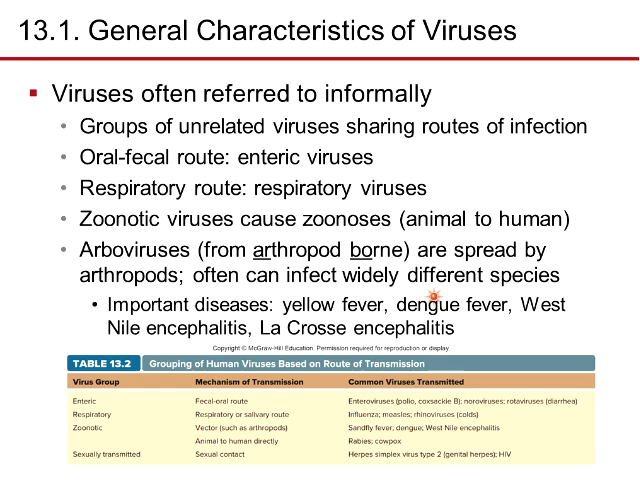 13.1. General Characteristics of Viruses
Viruses often referred to informally
Groups of unrelated viruses sharing routes of infection
Oral-fecal route: enteric viruses
Respiratory route: respiratory viruses
Zoonotic viruses cause zoonoses (animal to human)
Arboviruses (from arthropod borne) are spread by
arthropods; often can infect widely different species
Important diseases: yellow fever, dengue fever, West
Nile encephalitis, La Crosse encephalitis
Copyright © McGraw-Hill Education. Permission required for reproduction or display.
TABLE 13.2 Grouping of Human Viruses Based on Route of Transmission
Virus Group Mechanism of Transmission Common Viruses Transmitted
Enteric Fecal-oral route Enteroviruses (polio, coxsackie B); noroviruses; rotaviruses (diarrhea)
Respiratory Respiratory or salivary route Influenza; measles; rhinoviruses (colds)
Zoonotic Vector (such as arthropods) Sandfly fever; dengue; West Nile encephalitis
Animal to human directly Rabies; cowpox
Sexually transmitted Sexual contact Herpes simplex virus type 2 (genital herpes); HIV